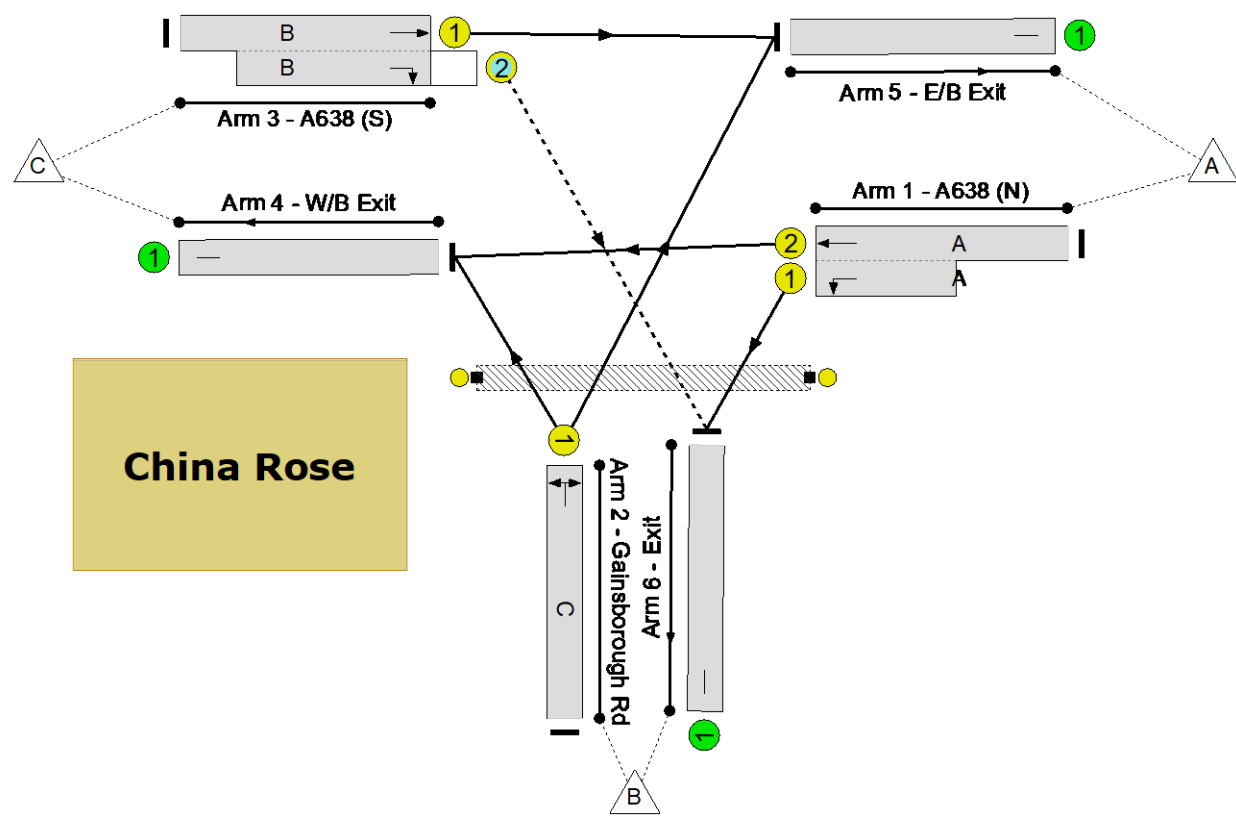 B
1
1
B
2
Arm 5 - E/B Exit
Arm 3 - A638 (S)
C
A
Arm 4 - W/B Exit
Arm 1 - A638 (N)
1
2
A
1
A
China Rose
1
Arm 2 - Gainsborough Rd
Arm 6 - Exit
C
1
B